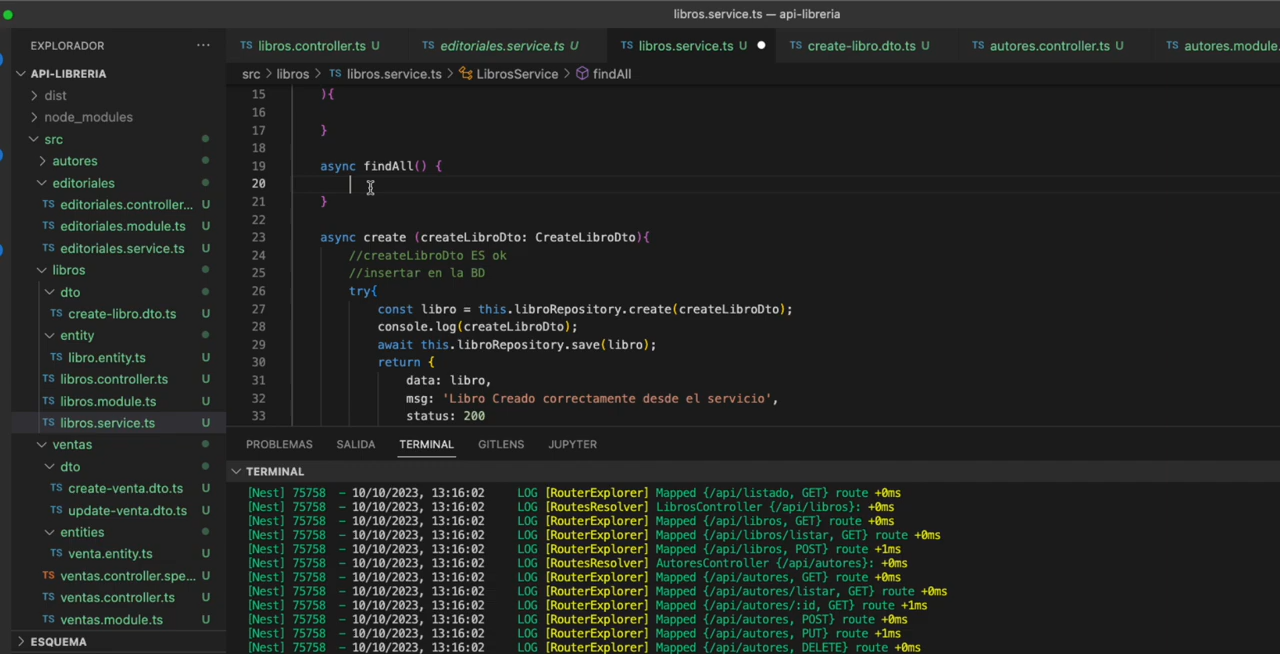 libros.service.ts — api-libreria
EXPLORADOR ...
libros.controller.ts U editoriales.service.ts U libros.service.ts U create-libro.dto.ts U autores.controller.ts U autores.module.
API-LIBRERIA
src > libros > TS libros.service.ts > LibrosService > findAll
dist
node_modules
src
autores
editoriales
TS editoriales.controller... U
TS editoriales.module.ts U
TS editoriales.service.ts U
libros
dto
TS create-libro.dto.ts U
entity
TS libro.entity.ts U
TS libros.controller.ts U
TS libros.module.ts U
TS libros.service.ts U
ventas
dto
TS create-venta.dto.ts U
TS update-venta.dto.ts U
entities
TS venta.entity.ts U
TS ventas.controller.spe... U
TS ventas.controller.ts U
TS ventas.module.ts U
ESQUEMA
15 ){
16
17 }
18
19 async findAll() {
20
21 }
22
23 async create (createLibroDto: CreateLibroDto){
24 //createLibroDto ES ok
25 //insertar en la BD
26 try{
27 const libro = this.libroRepository.create(createLibroDto);
28 console.log(createLibroDto);
29 await this.libroRepository.save(libro);
30 return {
31 data: libro,
32 msg: 'Libro Creado correctamente desde el servicio',
33 status: 200
PROBLEMAS SALIDA TERMINAL GITLENS JUPYTER
TERMINAL
[Nest] 75758 - 10/10/2023, 13:16:02 LOG [RouterExplorer] Mapped {/api/listado, GET} route +0ms
[Nest] 75758 - 10/10/2023, 13:16:02 LOG [RoutesResolver] LibrosController {/api/libros}: +0ms
[Nest] 75758 - 10/10/2023, 13:16:02 LOG [RouterExplorer] Mapped {/api/libros, GET} route +0ms
[Nest] 75758 - 10/10/2023, 13:16:02 LOG [RouterExplorer] Mapped {/api/libros/listar, GET} route +0ms
[Nest] 75758 - 10/10/2023, 13:16:02 LOG [RouterExplorer] Mapped {/api/libros, POST} route +1ms
[Nest] 75758 - 10/10/2023, 13:16:02 LOG [RoutesResolver] AutoresController {/api/autores}: +0ms
[Nest] 75758 - 10/10/2023, 13:16:02 LOG [RouterExplorer] Mapped {/api/autores, GET} route +0ms
[Nest] 75758 - 10/10/2023, 13:16:02 LOG [RouterExplorer] Mapped {/api/autores/listar, GET} route +0ms
[Nest] 75758 - 10/10/2023, 13:16:02 LOG [RouterExplorer] Mapped {/api/autores/:id, GET} route +1ms
[Nest] 75758 - 10/10/2023, 13:16:02 LOG [RouterExplorer] Mapped {/api/autores, POST} route +0ms
[Nest] 75758 - 10/10/2023, 13:16:02 LOG [RouterExplorer] Mapped {/api/autores, PUT} route +1ms
[Nest] 75758 - 10/10/2023, 13:16:02 LOG [RouterExplorer] Mapped {/api/autores, DELETE} route +0ms